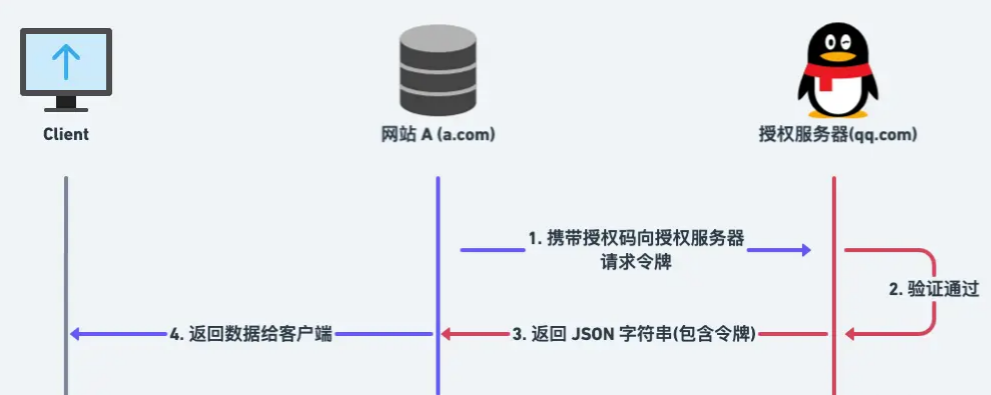 Client
网站 A (a.com)
授权服务器(qq.com)
1. 携带授权码向授权服务器
请求令牌
2. 验证通过
4. 返回数据给客户端
3. 返回 JSON 字符串(包含令牌)